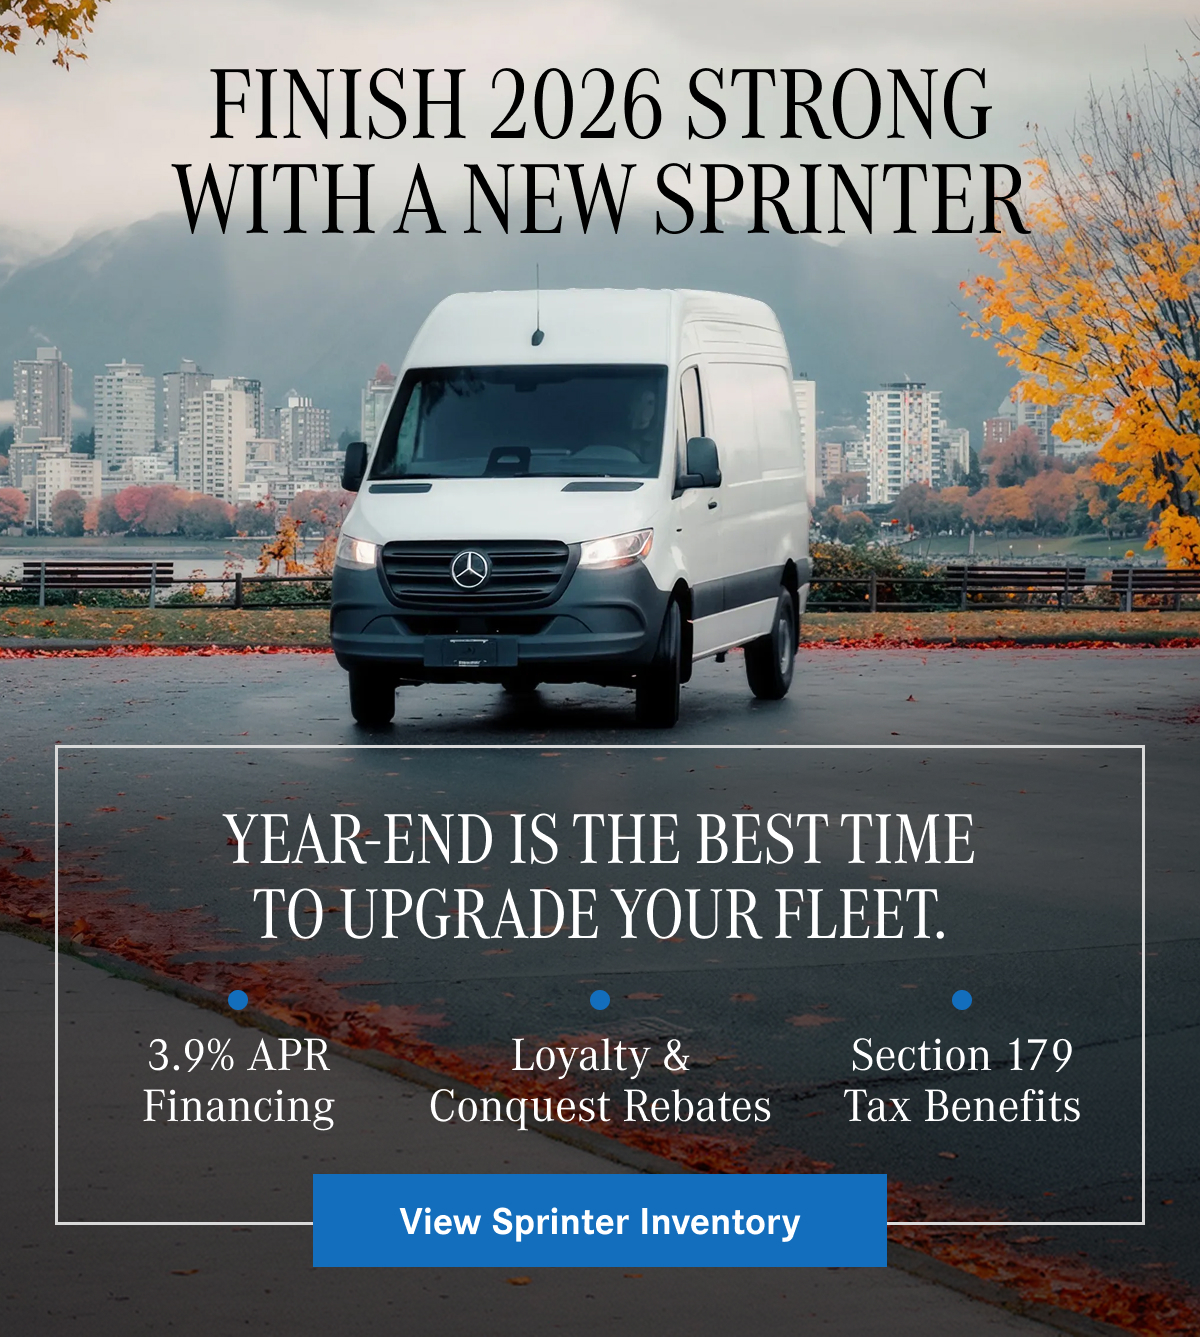 FINISH 2026 STRONG
WITH A NEW SPRINTER
YEAR-END IS THE BEST TIME
TO UPGRADE YOUR FLEET.
3.9% APR
Financing
Loyalty &
Conquest Rebates
Section 179
Tax Benefits
View Sprinter Inventory